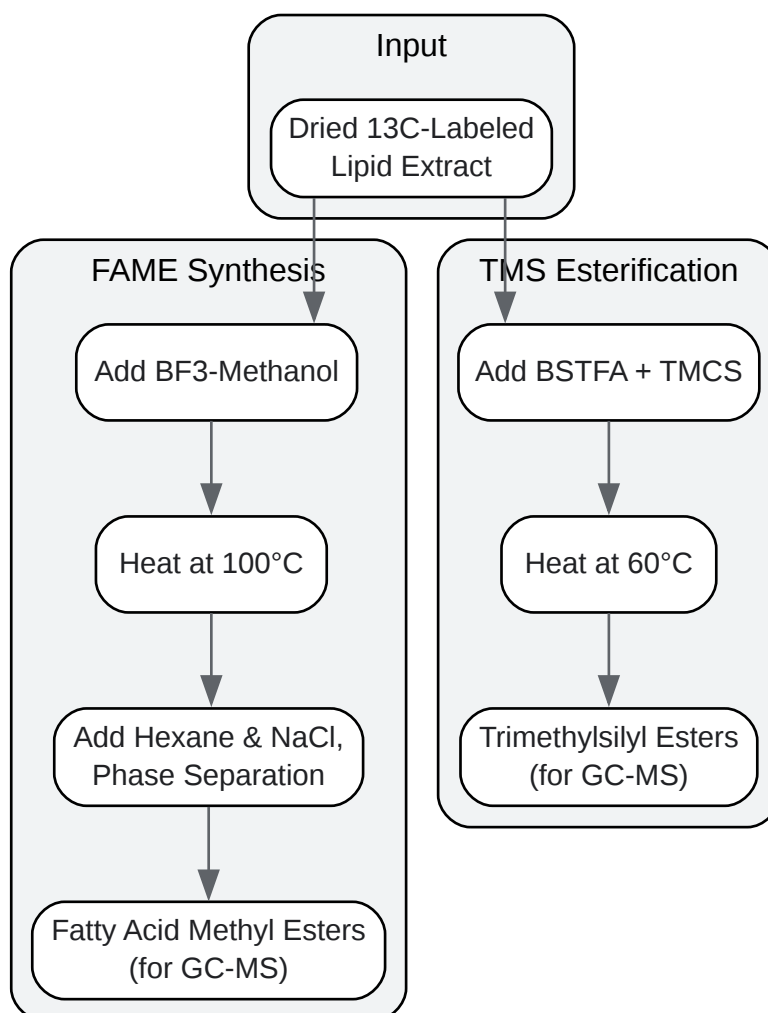 Input
Dried 13C-Labeled
Lipid Extract
FAME Synthesis
Add BF3-Methanol
Heat at 100°C
Add Hexane & NaCl,
Phase Separation
Fatty Acid Methyl Esters
(for GC-MS)
TMS Esterification
Add BSTFA + TMCS
Heat at 60°C
Trimethylsilyl Esters
(for GC-MS)